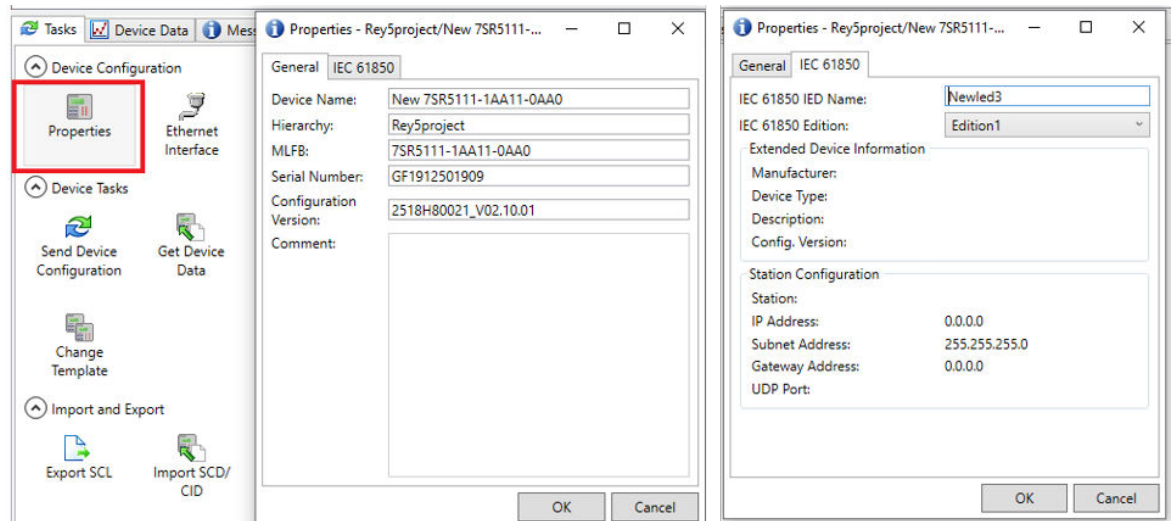 Tasks
Device Data
Mes
Device Configuration
Properties
Ethernet
Interface
Device Tasks
Send Device
Configuration
Get Device
Data
Change
Template
Import and Export
Export SCL
Import SCD/
CID
Properties - Rey5project/New 7SR5111-...
General
IEC 61850
Device Name:
New 7SR5111-1AA11-0AA0
Hierarchy:
Rey5project
MLFB:
7SR5111-1AA11-0AA0
Serial Number:
GF1912501909
Configuration
Version:
2518H80021_V02.10.01
Comment:
OK
Cancel
Properties - Rey5project/New 7SR5111-...
General
IEC 61850
IEC 61850 IED Name:
NewIed3
IEC 61850 Edition:
Edition1
Extended Device Information
Manufacturer:
Device Type:
Description:
Config. Version:
Station Configuration
Station:
IP Address:
0.0.0.0
Subnet Address:
255.255.255.0
Gateway Address:
0.0.0.0
UDP Port:
OK
Cancel